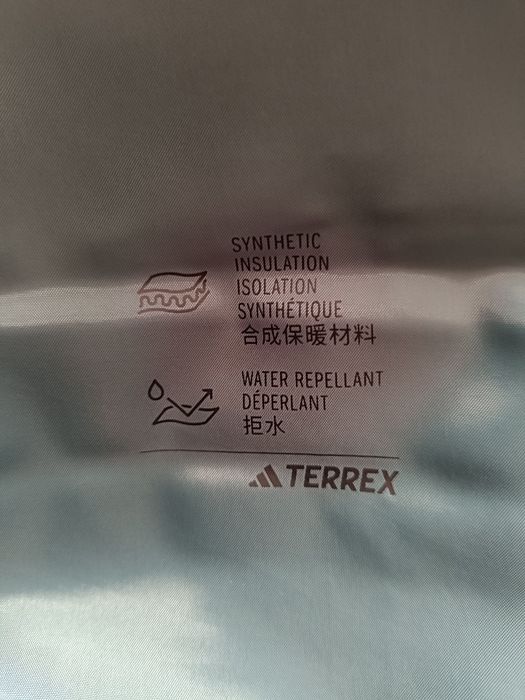 SYNTHETIC
INSULATION
ISOLATION
SYNTHÉTIQUE
合成保暖材料
WATER REPELLANT
DÉPERLANT
拒水
TERREX